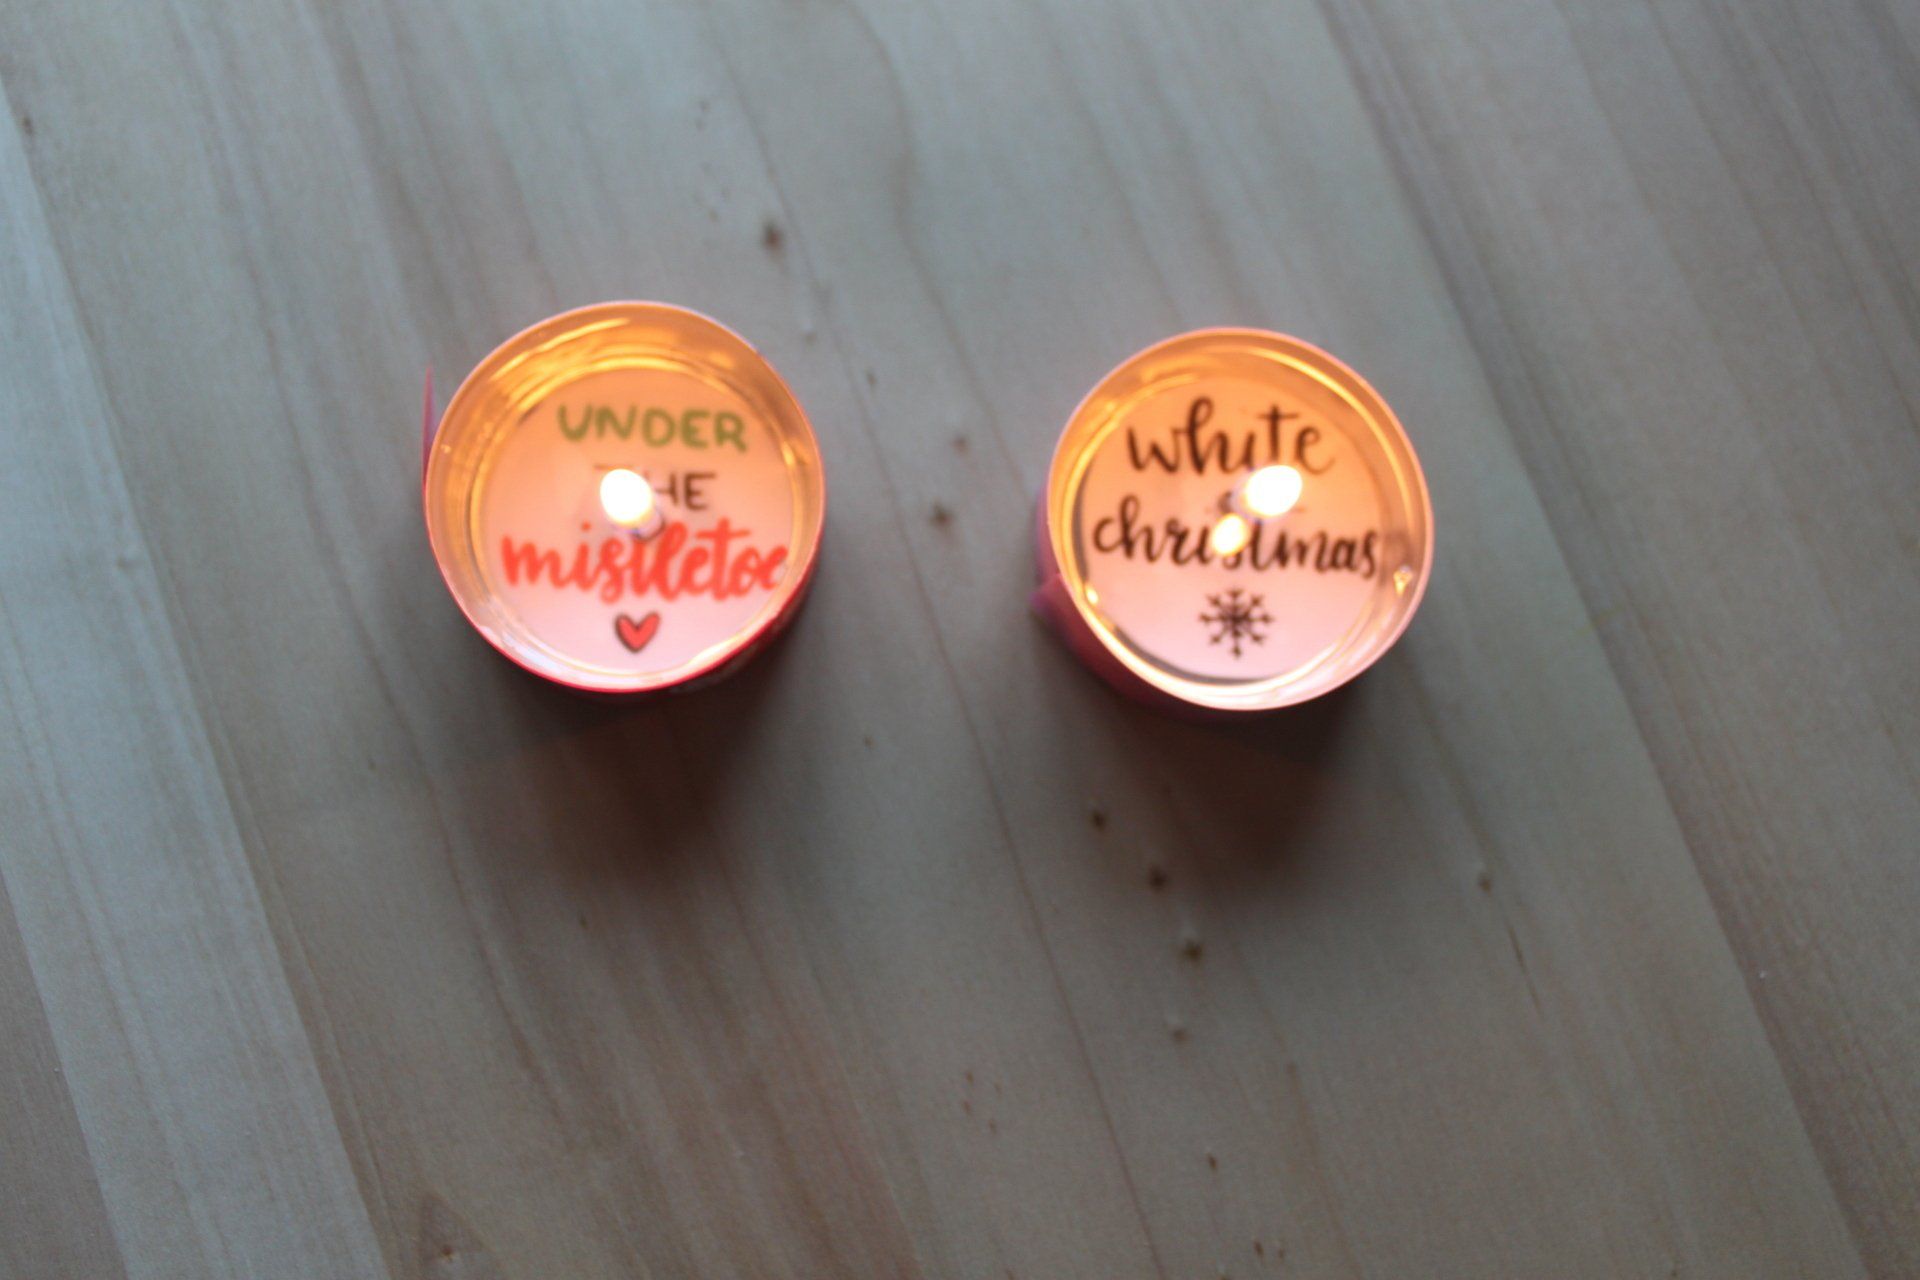 UNDER
THE
mistletoe
white
christmas